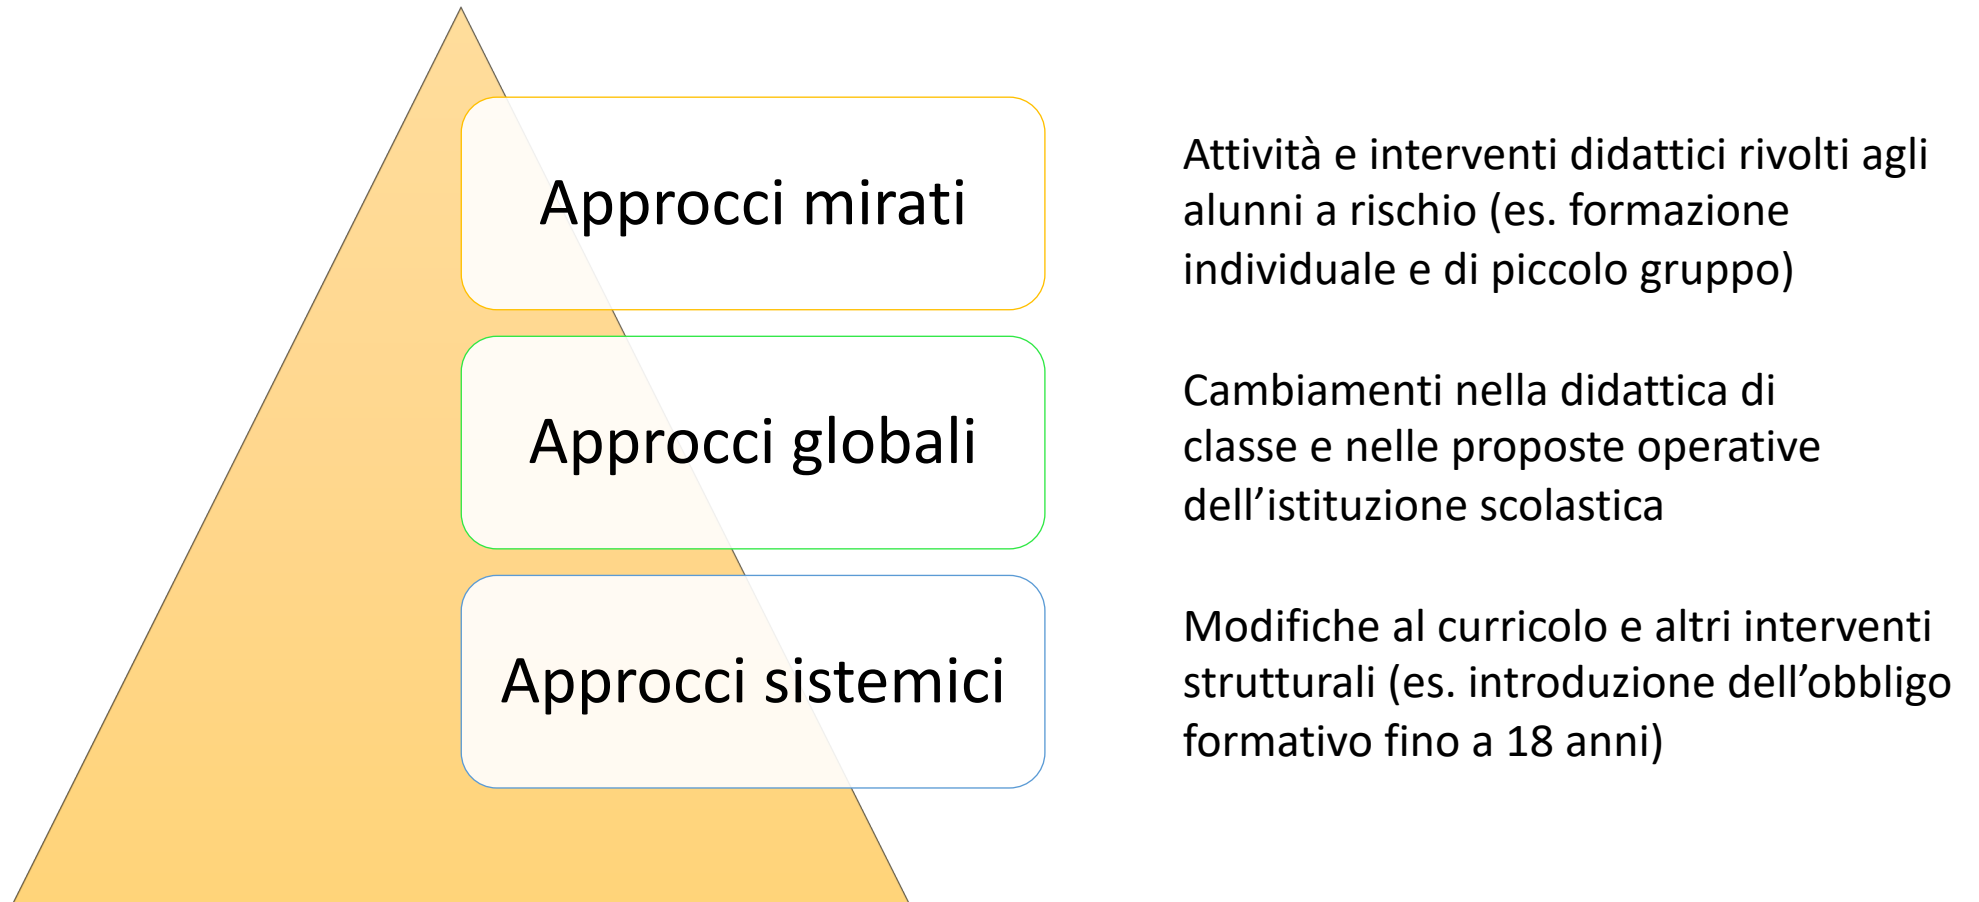 Approcci mirati
Attività e interventi didattici rivolti agli
alunni a rischio (es. formazione
individuale e di piccolo gruppo)
Approcci globali
Cambiamenti nella didattica di
classe e nelle proposte operative
dell’istituzione scolastica
Approcci sistemici
Modifiche al curricolo e altri interventi
strutturali (es. introduzione dell’obbligo
formativo fino a 18 anni)